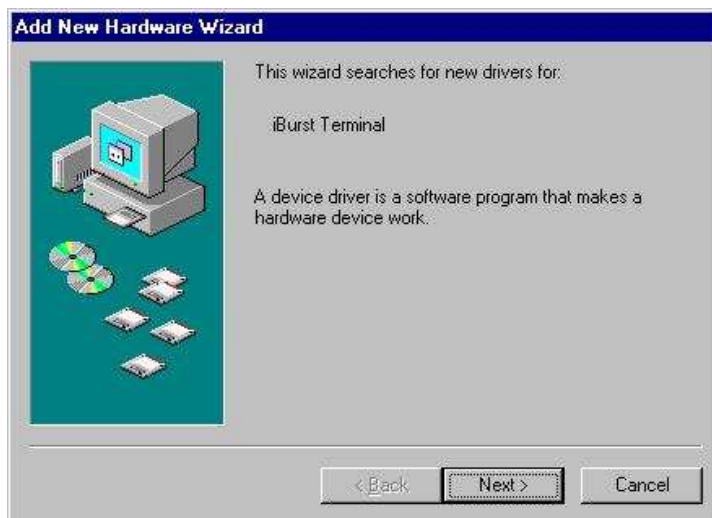 Add New Hardware Wizard
This wizard searches for new drivers for:
iBurst Terminal
A device driver is a software program that makes a
hardware device work.
< Back
Next >
Cancel